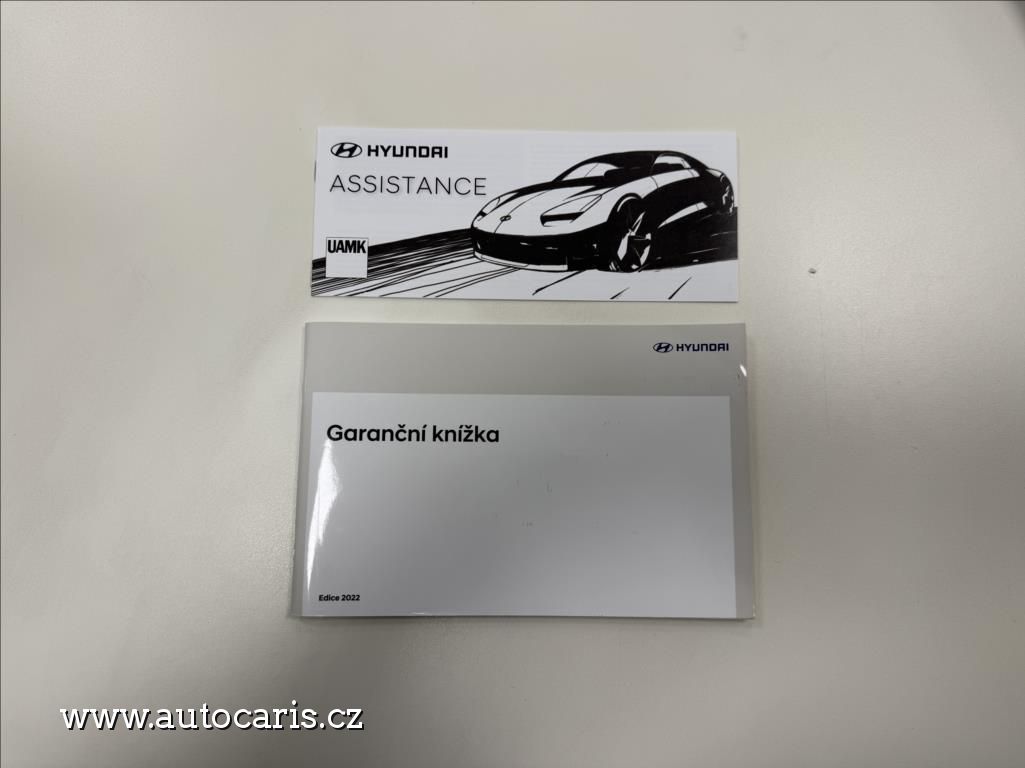 HYUNDAI
ASSISTANCE
UAMK
HYUNDAI
Garanční knížka
Edice 2022
www.autocaris.cz